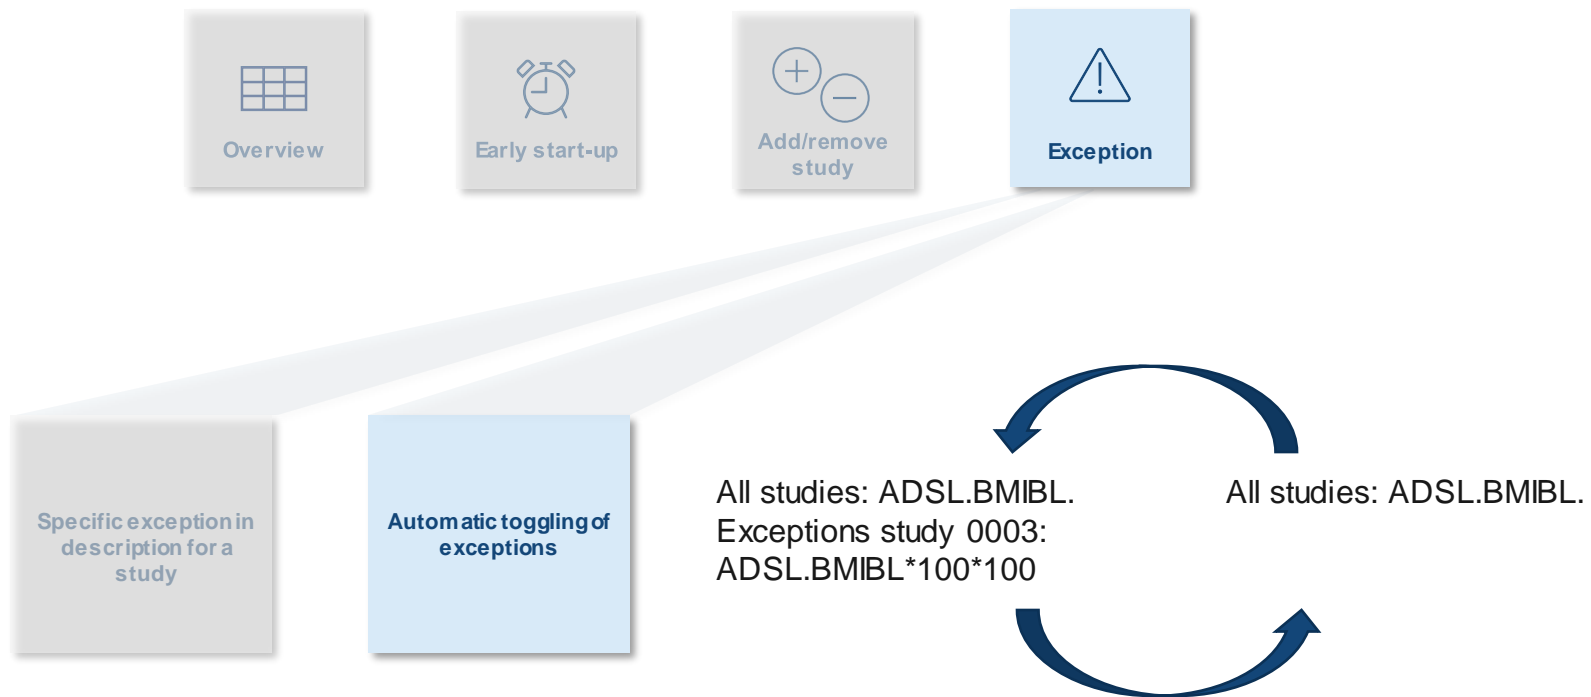 Overview
Early start-up
Add/remove
study
Exception
Specific exception in
description for a
study
Automatic toggling of
exceptions
All studies: ADSL.BMIBL.
Exceptions study 0003:
ADSL.BMIBL*100*100
All studies: ADSL.BMIBL.